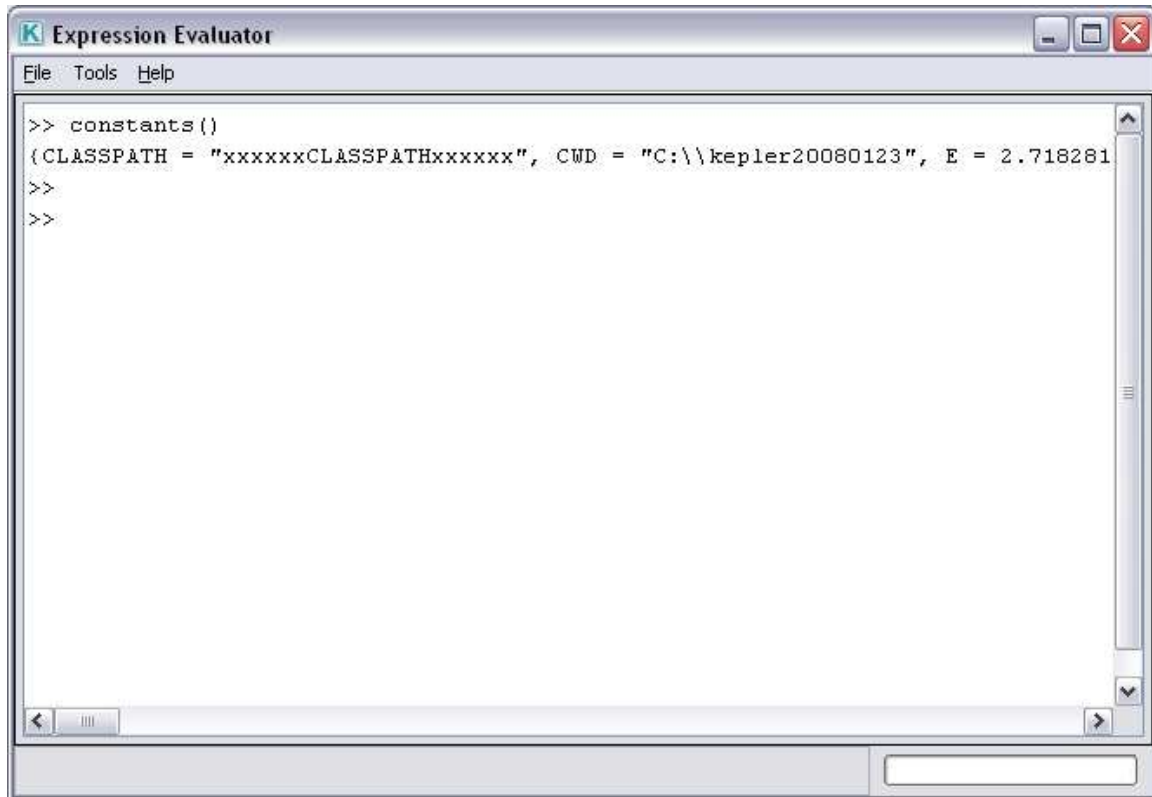 K Expression Evaluator
File Tools Help
>> constants()
{CLASSPATH = "xxxxxxCLASSPATHxxxxxx", CWD = "C:\\kepler20080123", E = 2.718281
>>
>>